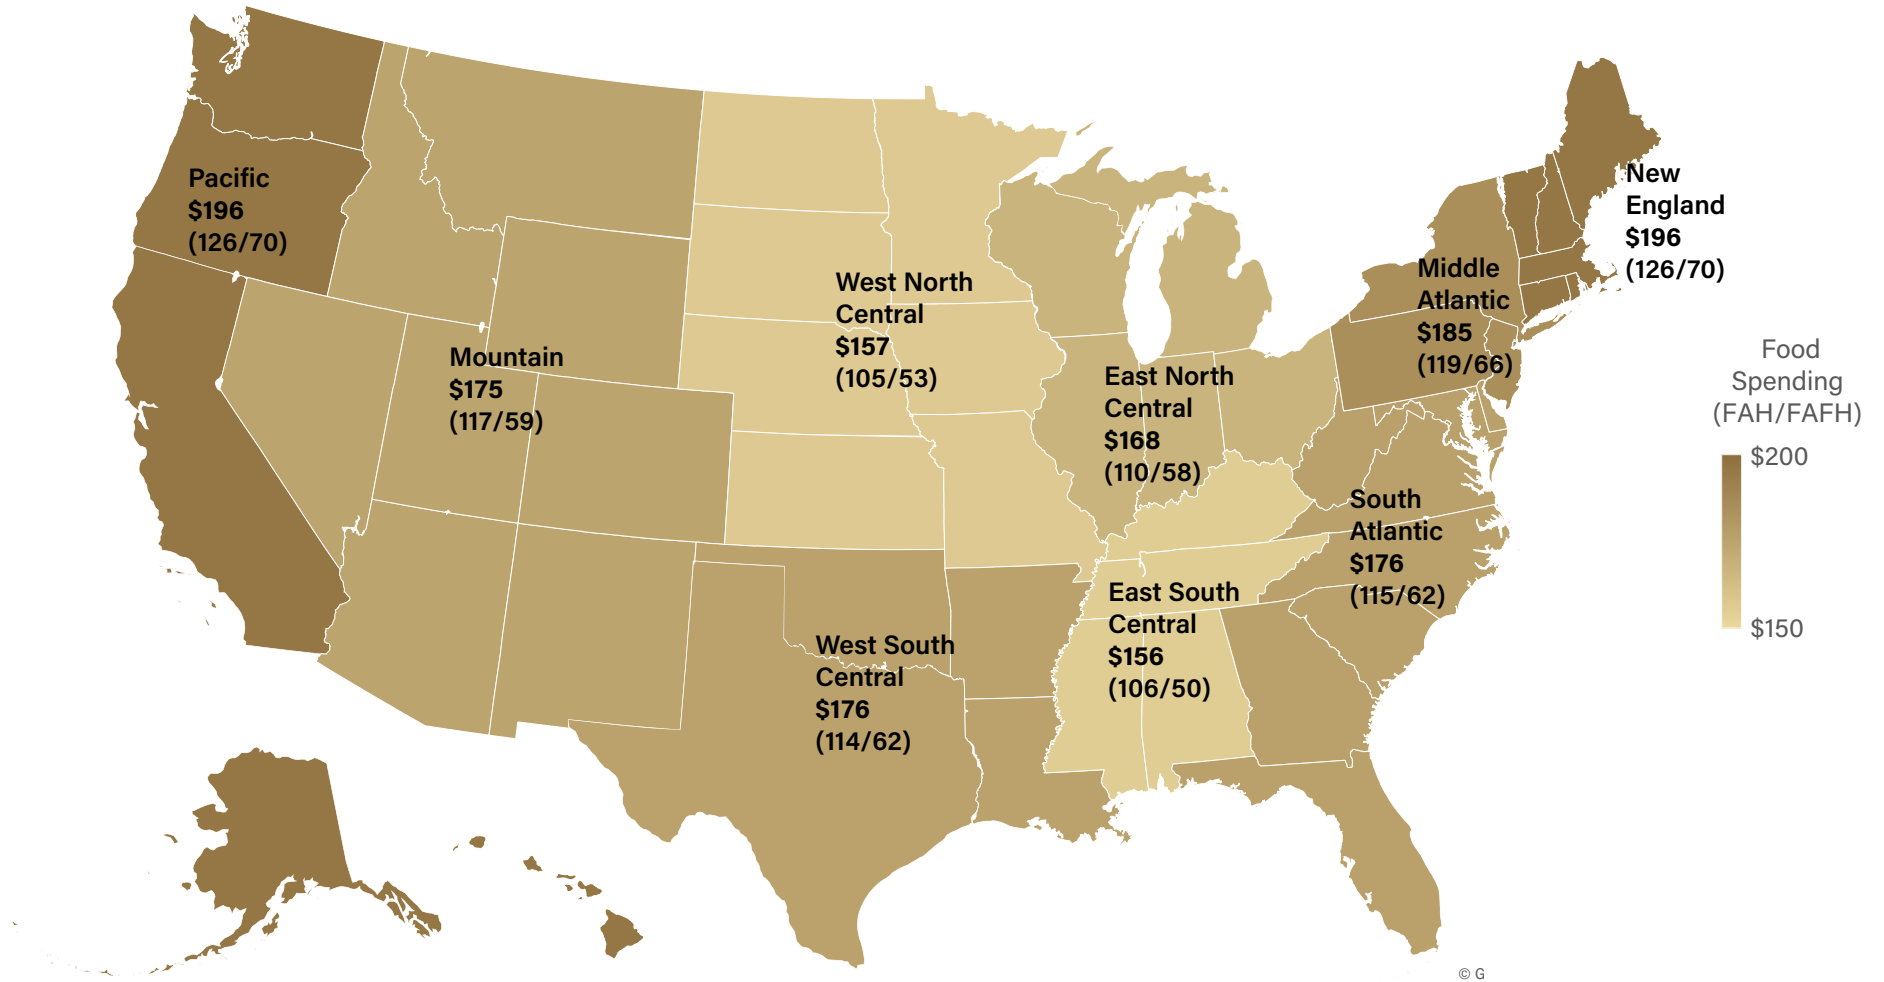 Pacific
$196
(126/70)
Mountain
$175
(117/59)
West North
Central
$157
(105/53)
West South
Central
$176
(114/62)
East North
Central
$168
(110/58)
East South
Central
$156
(106/50)
South
Atlantic
$176
(115/62)
Middle
Atlantic
$185
(119/66)
New
England
$196
(126/70)
Food
Spending
(FAH/FAFH)
$200
$150
© G